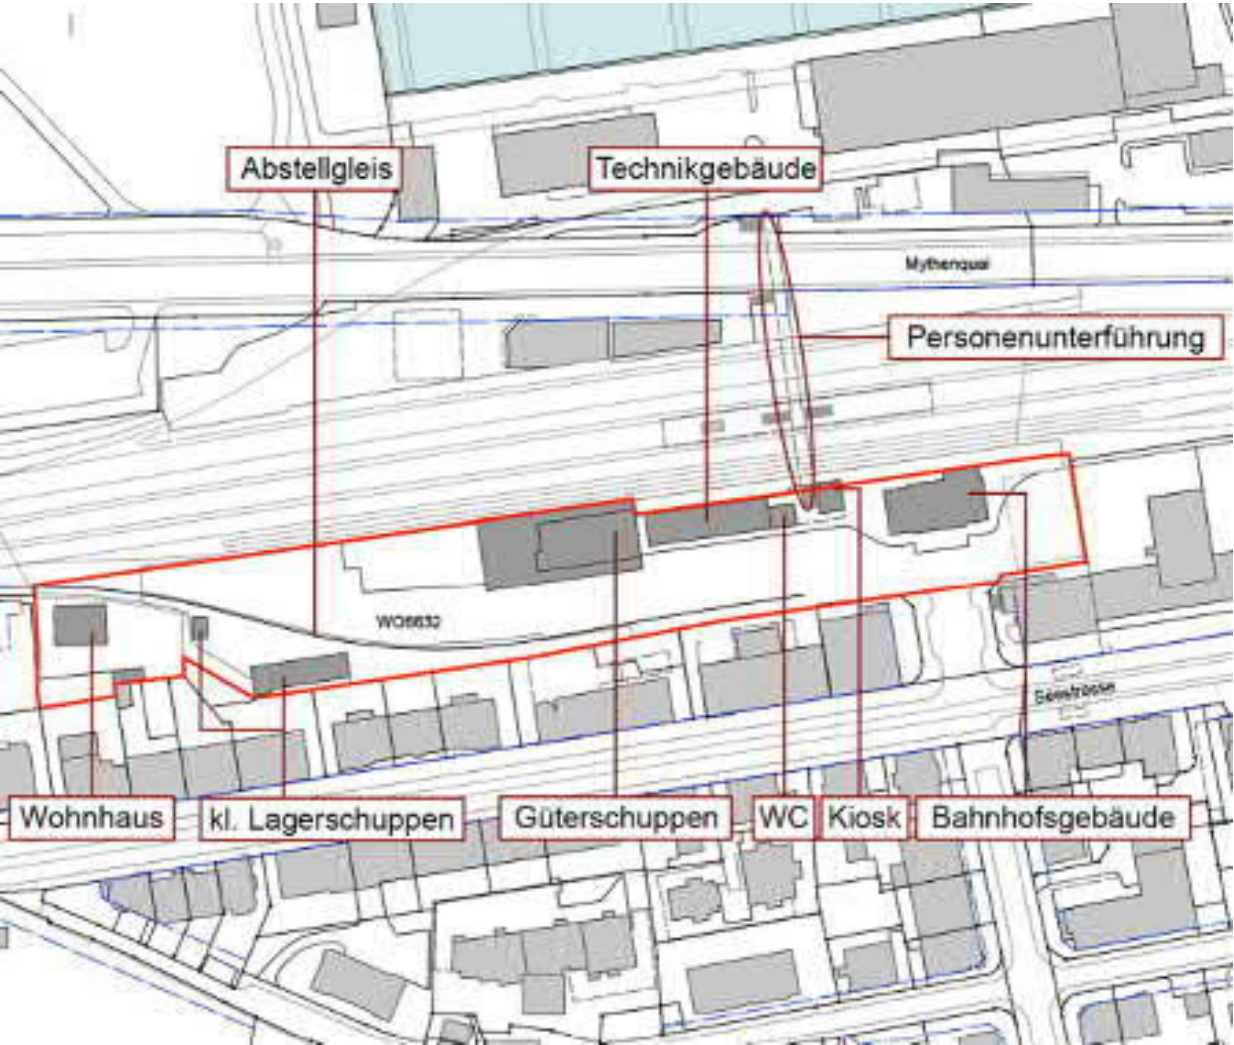 Abstellgleis
Technikgebäude
Mythenquai
Personenunterführung
WO6632
Seestrasse
Wohnhaus
kl. Lagerschuppen
Güterschuppen
WC
Kiosk
Bahnhofsgebäude